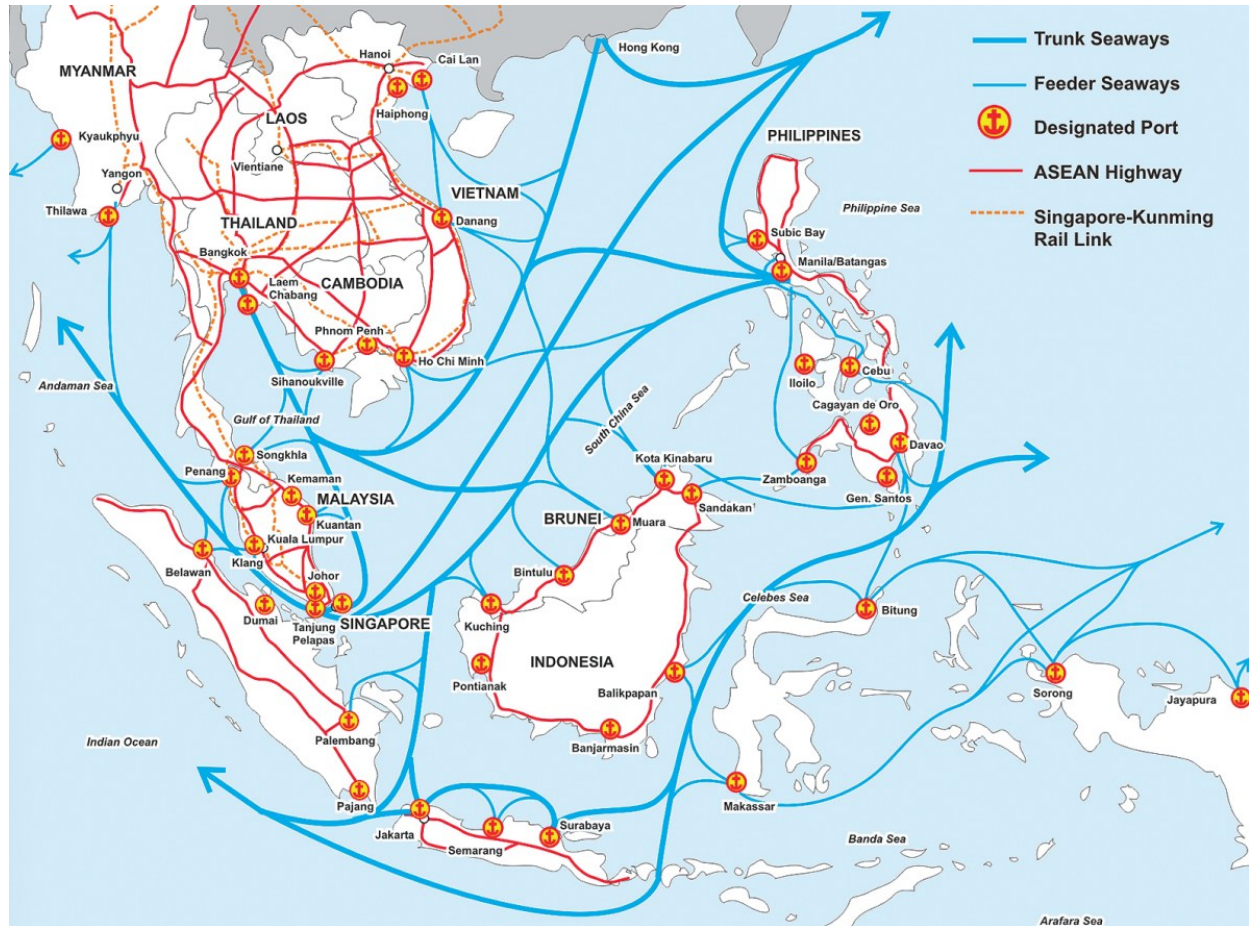 Trunk Seaways
Feeder Seaways
Designated Port
ASEAN Highway
Singapore-Kunming
Rail Link
Hong Kong
Hanoi
Cai Lan
MYANMAR
Haiphong
LAOS
Kyaukphyu
PHILIPPINES
Vientiane
Yangon
VIETNAM
Thilawa
Danang
Philippine Sea
THAILAND
Subic Bay
Bangkok
Manila/Batangas
Laem
Chabang
CAMBODIA
Phnom Penh
Ho Chi Minh
Sihanoukville
Iloilo
Cebu
Andaman Sea
Gulf of Thailand
South China Sea
Cagayan de Oro
Davao
Songkhla
Kota Kinabaru
Penang
Kemaman
Zamboanga
Gen. Santos
MALAYSIA
Sandakan
Kuantan
BRUNEI
Muara
Kuala Lumpur
Klang
Belawan
Johor
Bintulu
Celebes Sea
Dumai
Tanjung
Pelapas
SINGAPORE
Kuching
Bitung
INDONESIA
Pontianak
Balikpapan
Sorong
Jayapura
Palembang
Indian Ocean
Banjarmasin
Pajang
Makassar
Jakarta
Surabaya
Semarang
Banda Sea
Arafara Sea